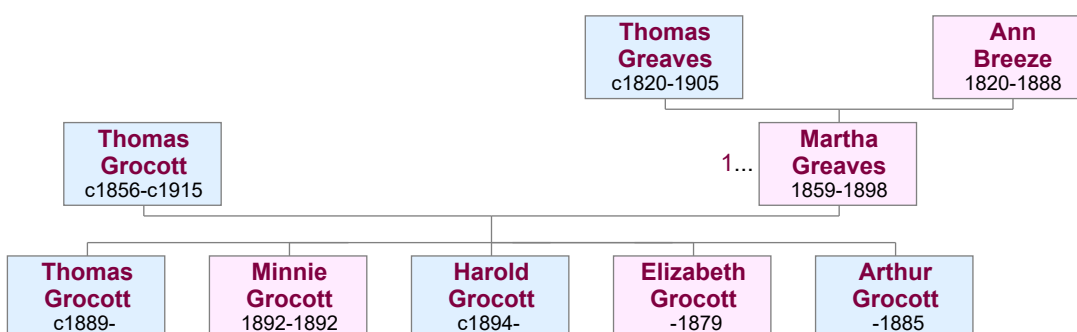 Thomas
Greaves
c1820-1905
Ann
Breeze
1820-1888
Thomas
Grocott
c1856-c1915
1...
Martha
Greaves
1859-1898
Thomas
Grocott
c1889-
Minnie
Grocott
1892-1892
Harold
Grocott
c1894-
Elizabeth
Grocott
-1879
Arthur
Grocott
-1885